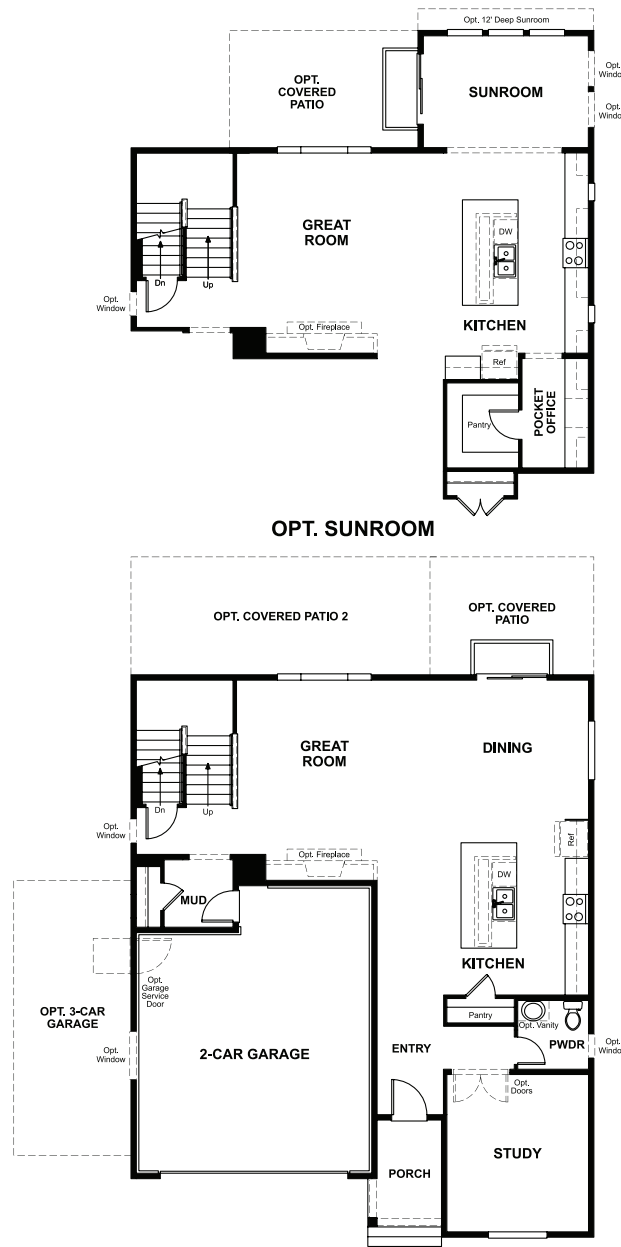 Opt. 12' Deep Sunroom
OPT.
COVERED
PATIO
SUNROOM
Opt.
Window
Opt.
Window
GREAT
ROOM
DW
Dn
Up
Opt.
Window
Opt. Fireplace
KITCHEN
Ref
Pantry
POCKET
OFFICE
OPT. SUNROOM
OPT. COVERED PATIO 2
OPT. COVERED
PATIO
GREAT
ROOM
DINING
Dn
Up
Opt.
Window
Opt. Fireplace
Ref
DW
MUD
KITCHEN
Opt.
Garage
Service
Door
OPT. 3-CAR
GARAGE
Pantry
Opt. Vanity
PWDR
Opt.
Window
Opt.
Window
2-CAR GARAGE
ENTRY
Opt.
Doors
PORCH
STUDY